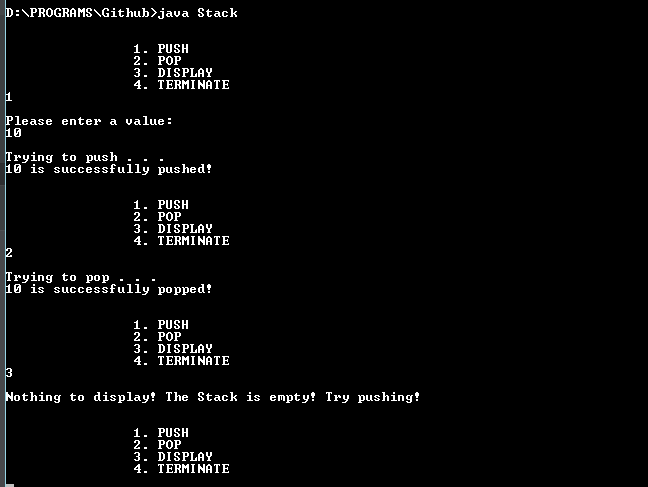 D:\PROGRAMS\Github>java Stack
1. PUSH
2. POP
3. DISPLAY
4. TERMINATE
1
Please enter a value:
10
Trying to push . . .
10 is successfully pushed!
1. PUSH
2. POP
3. DISPLAY
4. TERMINATE
2
Trying to pop . . .
10 is successfully popped!
1. PUSH
2. POP
3. DISPLAY
4. TERMINATE
3
Nothing to display! The Stack is empty! Try pushing!
1. PUSH
2. POP
3. DISPLAY
4. TERMINATE